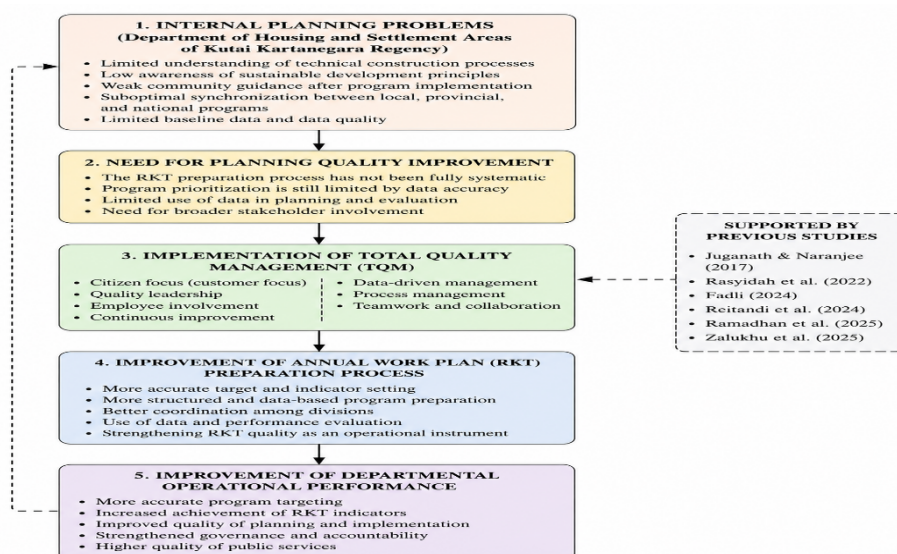 1. INTERNAL PLANNING PROBLEMS
(Department of Housing and Settlement Areas
of Kutai Kartanegara Regency)
• Limited understanding of technical construction processes
• Low awareness of sustainable development principles
• Weak community guidance after program implementation
• Suboptimal synchronization between local, provincial,
and national programs
• Limited baseline data and data quality
2. NEED FOR PLANNING QUALITY IMPROVEMENT
• The RKT preparation process has not been fully systematic
• Program prioritization is still limited by data accuracy
• Limited use of data in planning and evaluation
• Need for broader stakeholder involvement
3. IMPLEMENTATION OF TOTAL QUALITY
MANAGEMENT (TQM)
• Citizen focus (customer focus)
• Quality leadership
• Employee involvement
• Continuous improvement
• Data-driven management
• Process management
• Teamwork and collaboration
SUPPORTED BY
PREVIOUS STUDIES
• Juganath & Naranjee
(2017)
• Rasyidah et al. (2022)
• Fadli (2024)
• Reitandi et al. (2024)
• Ramadhan et al. (2025)
• Zalukhu et al. (2025)
4. IMPROVEMENT OF ANNUAL WORK PLAN (RKT)
PREPARATION PROCESS
• More accurate target and indicator setting
• More structured and data-based program preparation
• Better coordination among divisions
• Use of data and performance evaluation
• Strengthening RKT quality as an operational instrument
5. IMPROVEMENT OF DEPARTMENTAL
OPERATIONAL PERFORMANCE
• More accurate program targeting
• Increased achievement of RKT indicators
• Improved quality of planning and implementation
• Strengthened governance and accountability
• Higher quality of public services